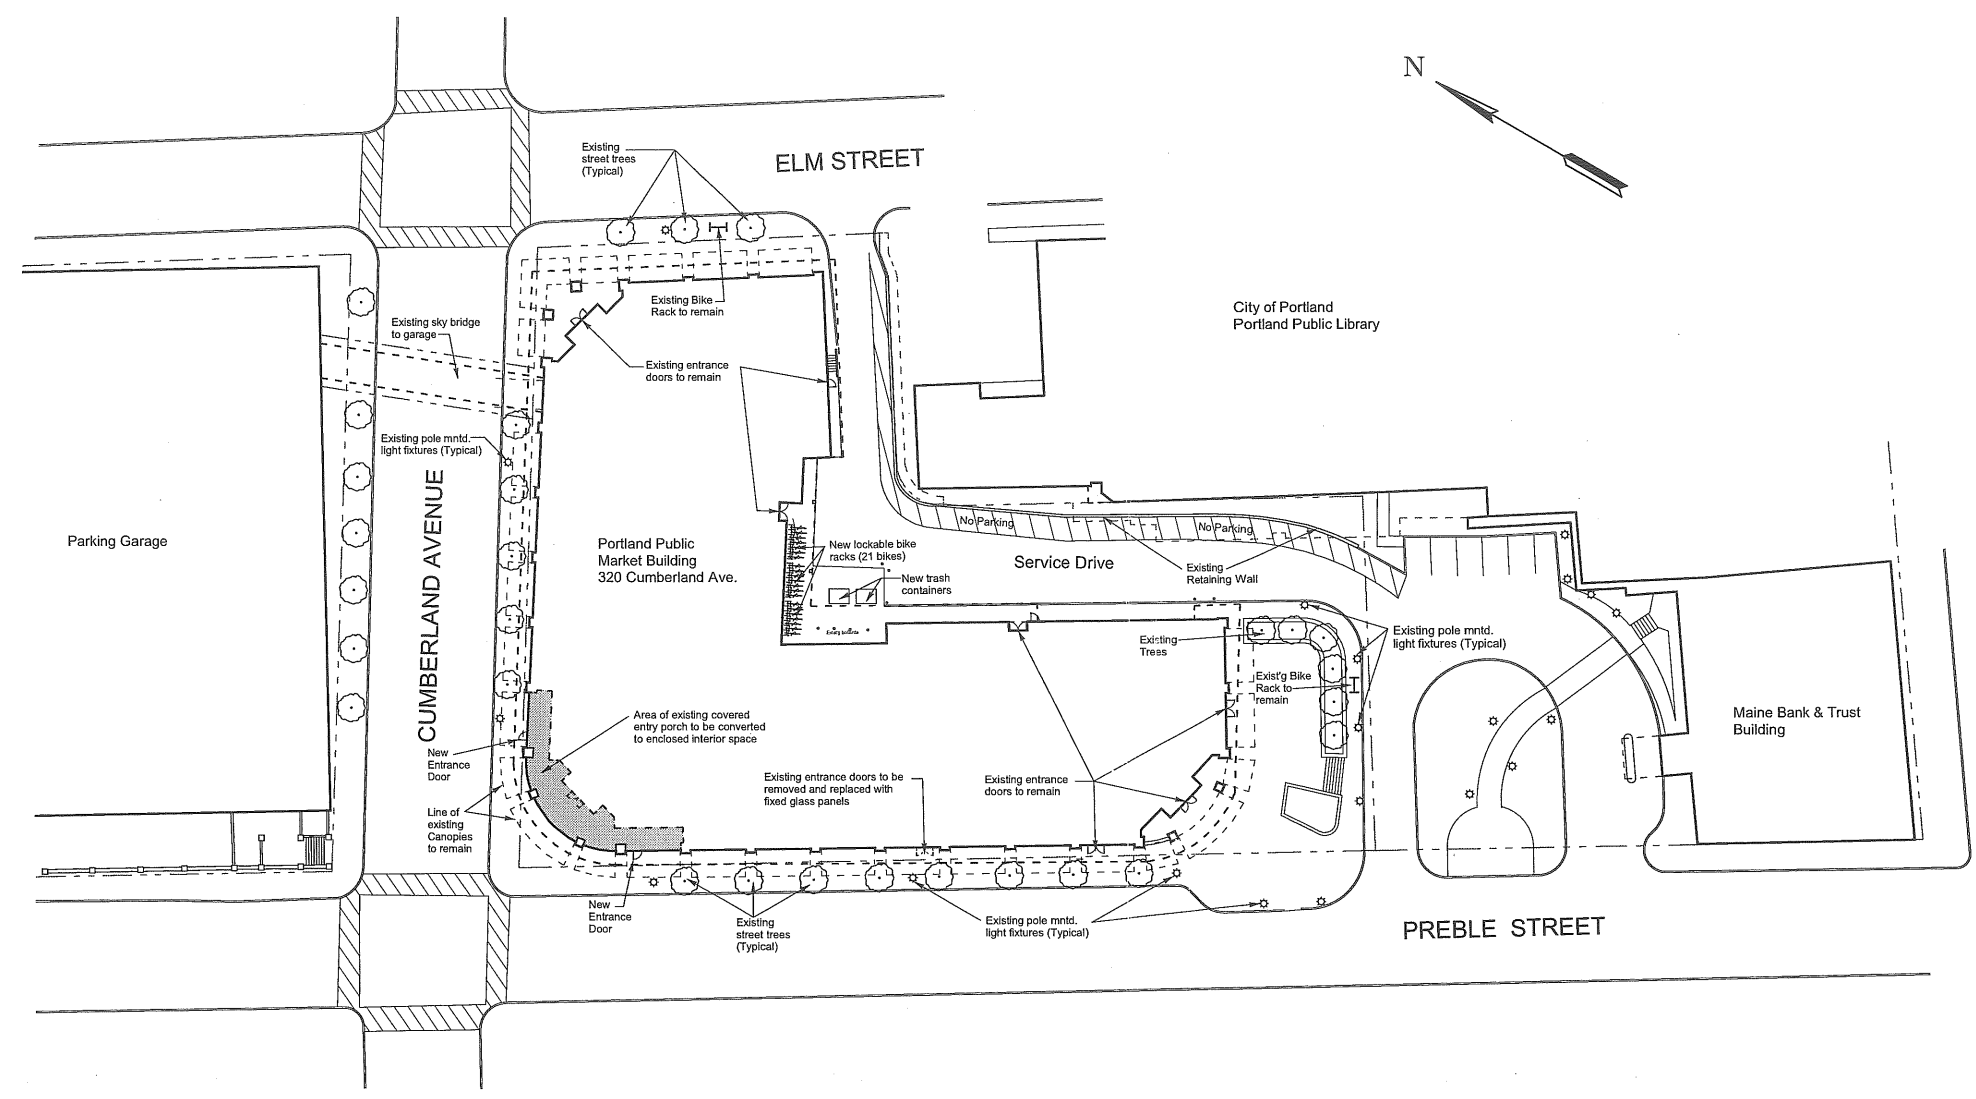 N
ELM STREET
Existing
street trees
(Typical)
Existing Bike
Rack to remain
City of Portland
Portland Public Library
Existing sky bridge
to garage
Existing entrance
doors to remain
Existing pole mntd.
light fixtures (Typical)
CUMBERLAND AVENUE
Parking Garage
Portland Public
Market Building
320 Cumberland Ave.
New lockable bike
racks (21 bikes)
New trash
containers
No Parking
No Parking
Service Drive
Existing
Retaining Wall
Existing
Trees
Existing pole mntd.
light fixtures (Typical)
Exist'g Bike
Rack to
remain
Maine Bank & Trust
Building
Area of existing covered
entry porch to be converted
to enclosed interior space
New
Entrance
Door
Existing entrance doors to be
removed and replaced with
fixed glass panels
Existing entrance
doors to remain
Line of
existing
Canopies
to remain
New
Entrance
Door
Existing
street trees
(Typical)
Existing pole mntd.
light fixtures (Typical)
PREBLE STREET